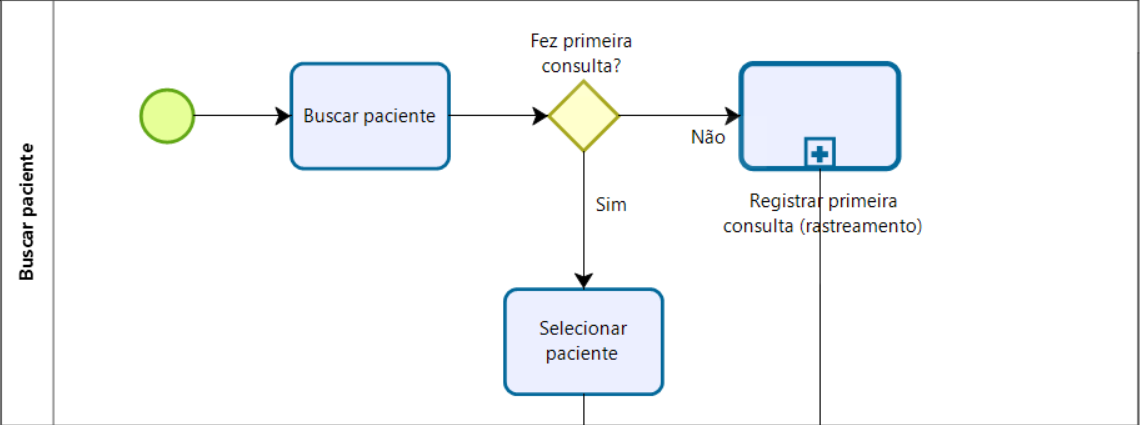 Buscar paciente
Buscar paciente
Fez primeira
consulta?
Não
Registrar primeira
consulta (rastreamento)
Sim
Selecionar
paciente